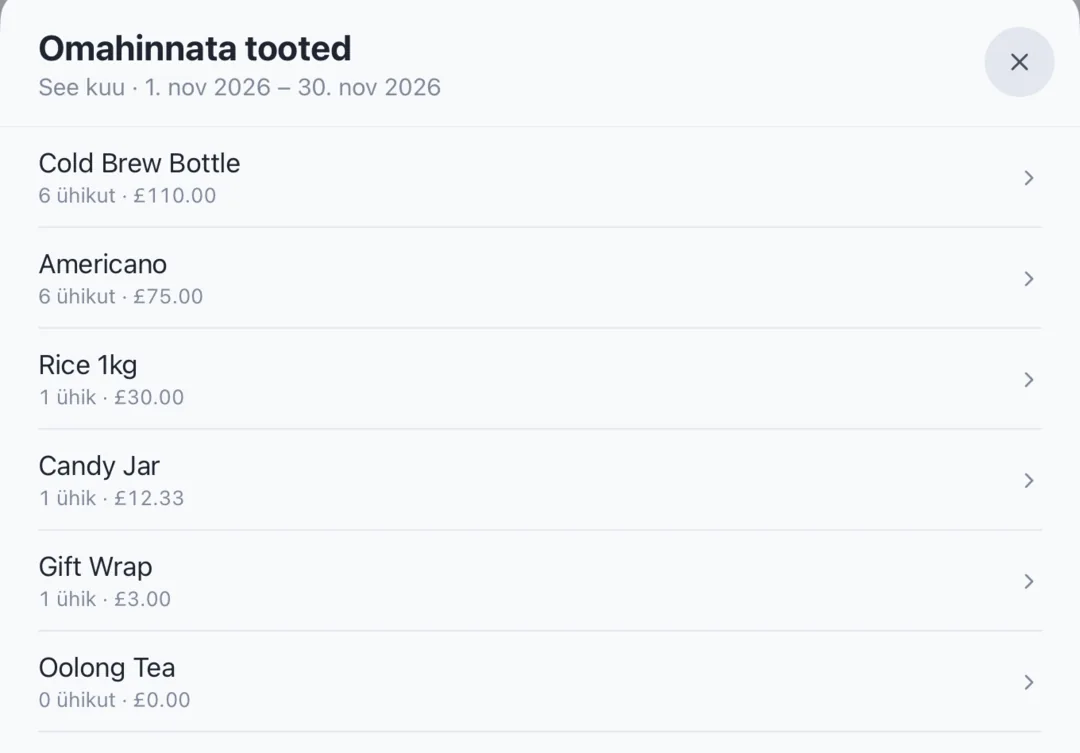 Omahinnata tooted
See kuu · 1. nov 2026 – 30. nov 2026
Cold Brew Bottle
6 ühikut · £110.00
Americano
6 ühikut · £75.00
Rice 1kg
1 ühik · £30.00
Candy Jar
1 ühik · £12.33
Gift Wrap
1 ühik · £3.00
Oolong Tea
0 ühikut · £0.00